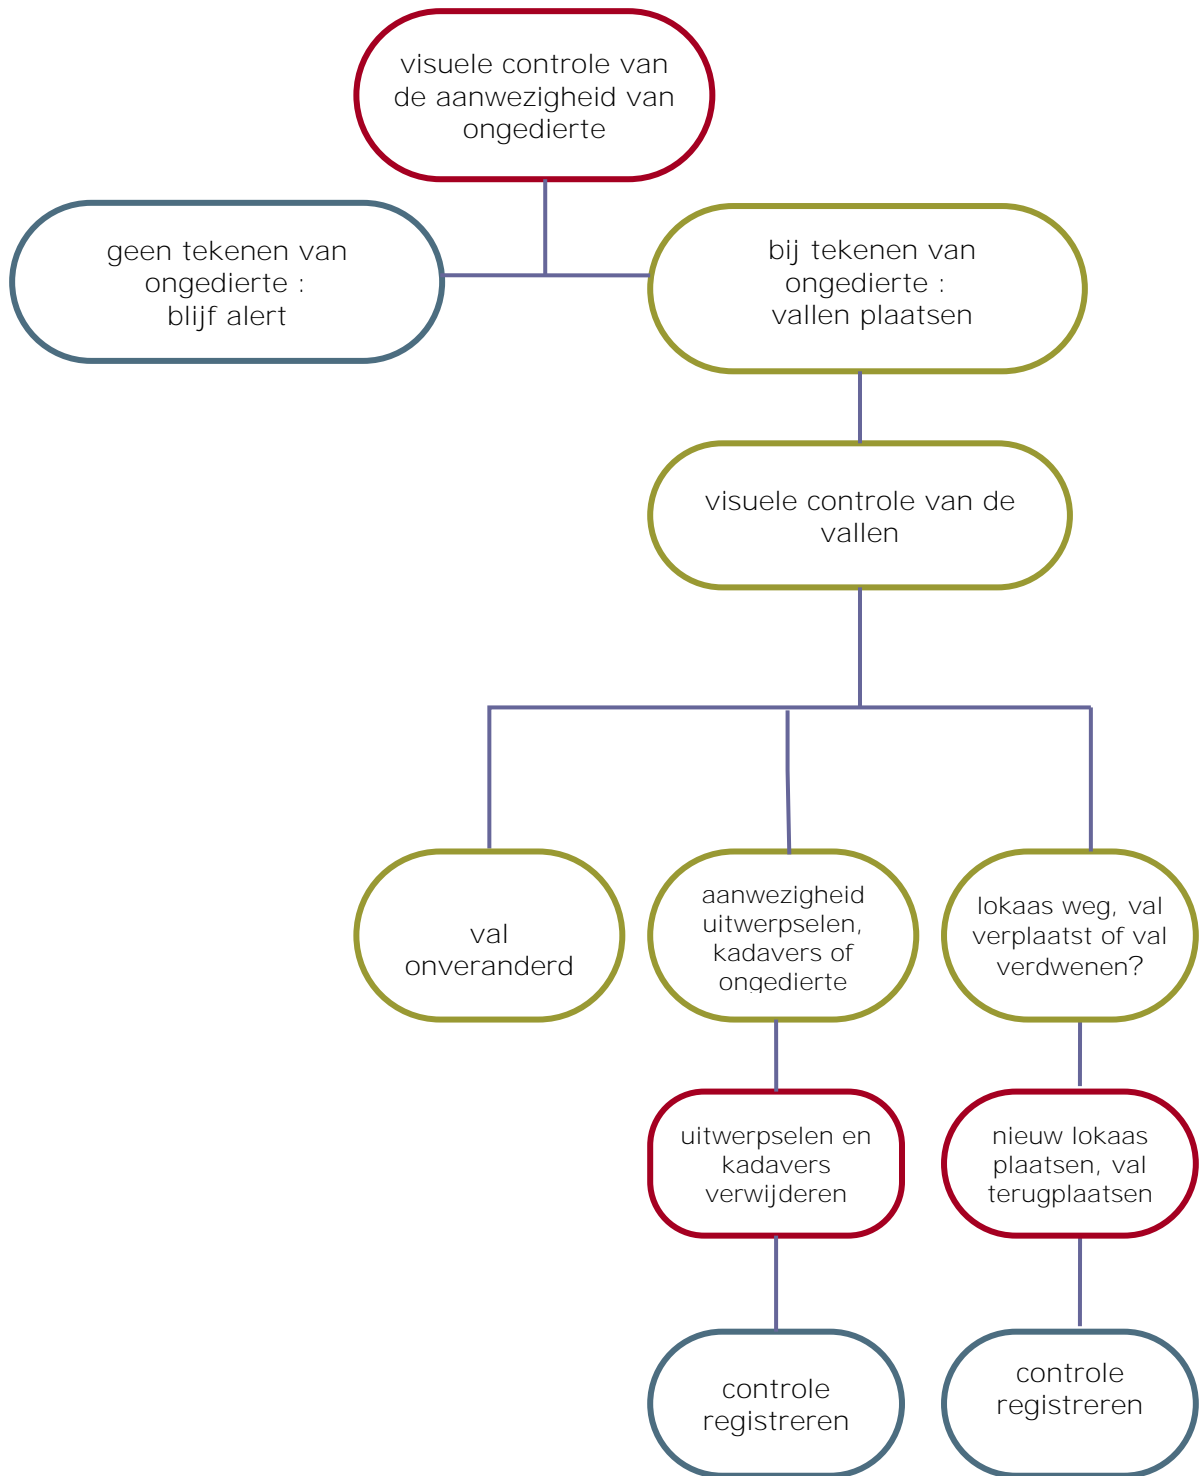 visuele controle van
de aanwezigheid van
ongedierte
geen tekenen van
ongedierte :
blijf alert
bij tekenen van
ongedierte :
vallen plaatsen
visuele controle van de
vallen
val
onveranderd
aanwezigheid
uitwerpselen,
kadavers of
ongedierte
lokaas weg, val
verplaatst of val
verdwenen?
uitwerpselen en
kadavers
verwijderen
nieuw lokaas
plaatsen, val
terugplaatsen
controle
registreren
controle
registreren